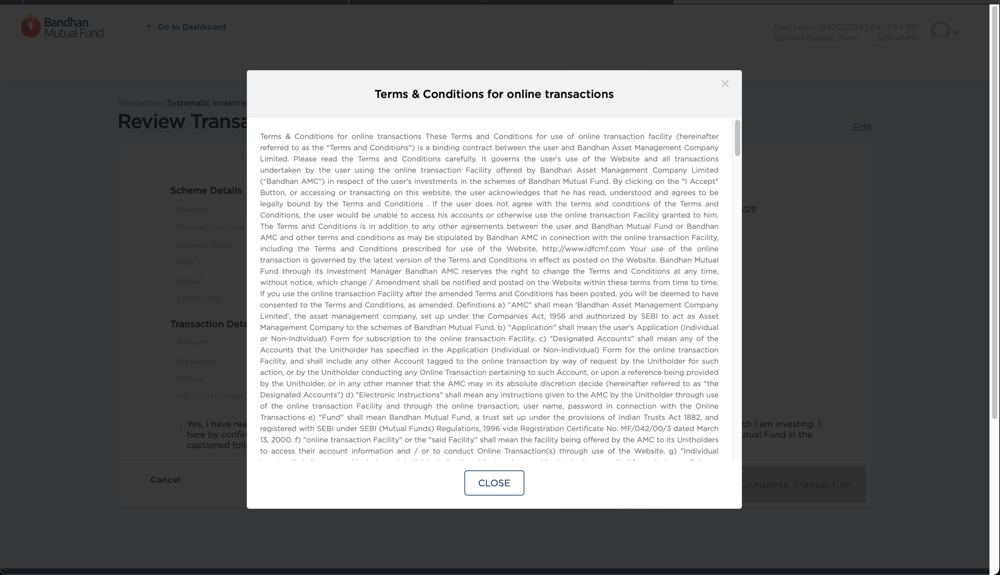 Bandhan
Mutual Fund
← Go to Dashboard
Last Login: 04.10.2024 | 04:13:54 PM
Current System Time: 3:26:41 PM
Transaction: Systematic
Review
Edit
Terms & Conditions for online transactions
Terms & Conditions for online transactions These Terms and Conditions for use of online transaction facility (hereinafter
referred to as the "Terms and Conditions") is a binding contract between the user and Bandhan Asset Management Company
Limited. Please read the Terms and Conditions carefully. It governs the user's use of the Website and all transactions
undertaken by the user using the online transaction Facility offered by Bandhan Asset Management Company Limited
(“Bandhan AMC”) in respect of the user's investments in the schemes of Bandhan Mutual Fund. By clicking on the "I Accept"
Button, or accessing or transacting on this website, the user acknowledges that he has read, understood and agrees to be
legally bound by the Terms and Conditions . If the user does not agree with the terms and conditions of the Terms and
Conditions, the user would be unable to access his accounts or otherwise use the online transaction Facility granted to him.
The Terms and Conditions is in addition to any other agreements between the user and Bandhan Mutual Fund or Bandhan
AMC and other terms and conditions as may be stipulated by Bandhan AMC in connection with the online transaction Facility,
including the Terms and Conditions prescribed for use of the Website, http://www.idfcmf.com Your use of the online
transaction is governed by the latest version of the Terms and Conditions in effect as posted on the Website. Bandhan Mutual
Fund through its Investment Manager Bandhan AMC reserves the right to change the Terms and Conditions at any time,
without notice, which change / Amendment shall be notified and posted on the Website within these terms from time to time.
If you use the online transaction Facility after the amended Terms and Conditions has been posted, you will be deemed to have
consented to the Terms and Conditions, as amended. Definitions a) "AMC" shall mean 'Bandhan Asset Management Company
Limited', the asset management company, set up under the Companies Act, 1956 and authorized by SEBI to act as Asset
Management Company to the schemes of Bandhan Mutual Fund. b) "Application" shall mean the user's Application (Individual
or Non-Individual) Form for subscription to the online transaction Facility. c) "Designated Accounts" shall mean any of the
Accounts that the Unitholder has specified in the Application (Individual or Non-Individual) Form for the online transaction
Facility, and shall include any other Account tagged to the online transaction by way of request by the Unitholder for such
action, or by the Unitholder conducting any Online Transaction pertaining to such Account, or upon a reference being provided
by the Unitholder, or in any other manner that the AMC may in its absolute discretion decide (hereinafter referred to as "the
Designated Accounts") d) "Electronic Instructions" shall mean any instructions given to the AMC by the Unitholder through use
of the online transaction Facility and through the online transaction, user name, password in connection with the Online
Transactions e) "Fund" shall mean Bandhan Mutual Fund, a trust set up under the provisions of Indian Trusts Act 1882, and
registered with SEBI under SEBI (Mutual Funds) Regulations, 1996 vide Registration Certificate No. MF/042/00/3 dated March
13, 2000. f) "online transaction Facility" or the "said Facility" shall mean the facility being offered by the AMC to its Unitholders
to access their account information and / or to conduct Online Transaction(s) through use of the Website. g) "Individual
CLOSE
Scheme Details
Folio No.
5129
Transaction Type
Scheme Name
Plan
Option
Combo Sip
Transaction
Amount
Frequency
Period
No. of Installment
Yes, I have
I am investing. I
here by
Fund in the
captioned
Cancel
Complete Transaction